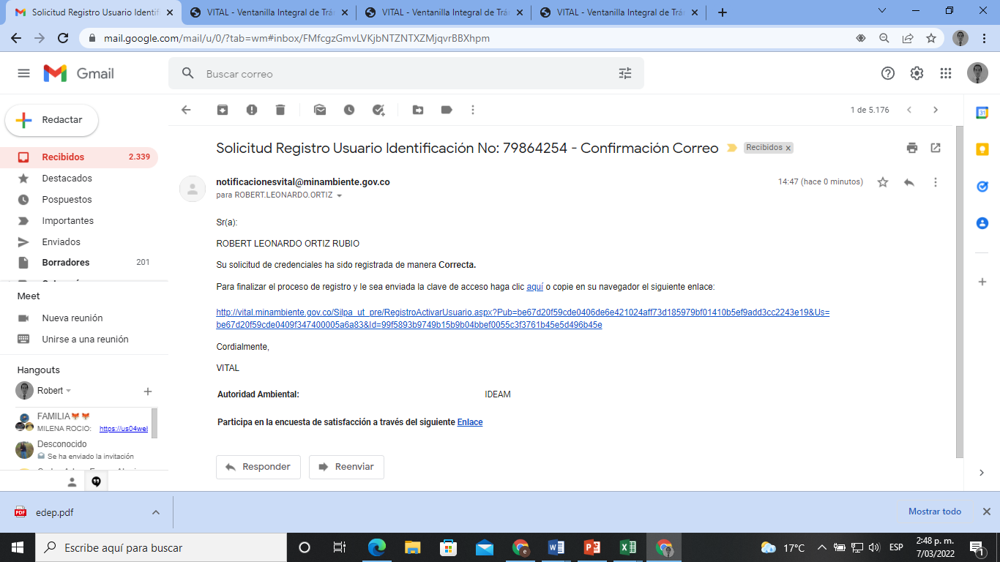 Solicitud Registro Usuario Identifi
VITAL - Ventanilla Integral de Trá
VITAL - Ventanilla Integral de Trá
VITAL - Ventanilla Integral de Trá
mail.google.com/mail/u/0/?tab=wm#inbox/FMfcgzGmvLVKjbNTZNTXZMjqvrBBXhpm
Gmail
Buscar correo
Redactar
1 de 5.176
Recibidos 2.339
Destacados
Pospuestos
Importantes
Enviados
Borradores 201
Meet
Nueva reunión
Unirse a una reunión
Hangouts
Robert
FAMILIA🦊🦊
MILENA ROCIO: https://us04wel
Desconocido
Se ha enviado la invitación
Solicitud Registro Usuario Identificación No: 79864254 - Confirmación Correo
Recibidos x
notificacionesvital@minambiente.gov.co
14:47 (hace 0 minutos)
para ROBERT.LEONARDO.ORTIZ
Sr(a):
ROBERT LEONARDO ORTIZ RUBIO
Su solicitud de credenciales ha sido registrada de manera Correcta.
Para finalizar el proceso de registro y le sea enviada la clave de acceso haga clic aquí o copie en su navegador el siguiente enlace:
http://vital.minambiente.gov.co/Silpa_ut_pre/RegistroActivarUsuario.aspx?Pub=be67d20f59cde0406de6e421024aff73d185979bf01410b5ef9add3cc2243e19&Us=
be67d20f59cde0409f347400005a6a83&Id=99f5893b9749b15b9b04bbef0055c3f3761b45e5d496b45e
Cordialmente,
VITAL
Autoridad Ambiental: IDEAM
Participa en la encuesta de satisfacción a través del siguiente Enlace
Responder
Reenviar
PDF
edep.pdf
Mostrar todo
Escribe aquí para buscar
17°C
ESP
2:48 p. m.
7/03/2022
1